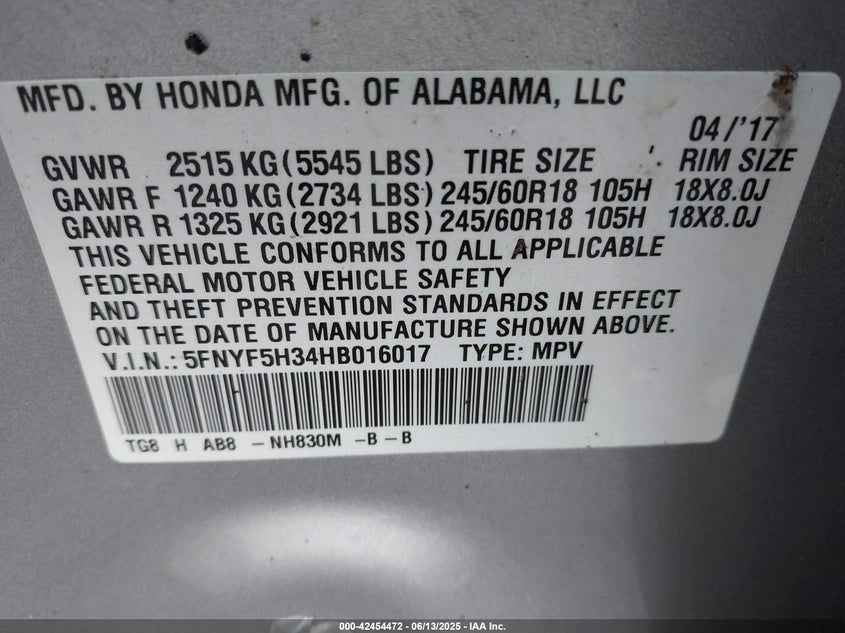 MFD. BY HONDA MFG. OF ALABAMA, LLC
04/'17
GVWR 2515 KG (5545 LBS) TIRE SIZE RIM SIZE
GAWR F 1240 KG (2734 LBS) 245/60R18 105H 18X8.0J
GAWR R 1325 KG (2921 LBS) 245/60R18 105H 18X8.0J
THIS VEHICLE CONFORMS TO ALL APPLICABLE
FEDERAL MOTOR VEHICLE SAFETY
AND THEFT PREVENTION STANDARDS IN EFFECT
ON THE DATE OF MANUFACTURE SHOWN ABOVE.
V.I.N.: 5FNYF5H34HB016017 TYPE: MPV
TG8 H AB8 - NH830M -B - B
000-42454472 - 06/13/2025 - IAA Inc.